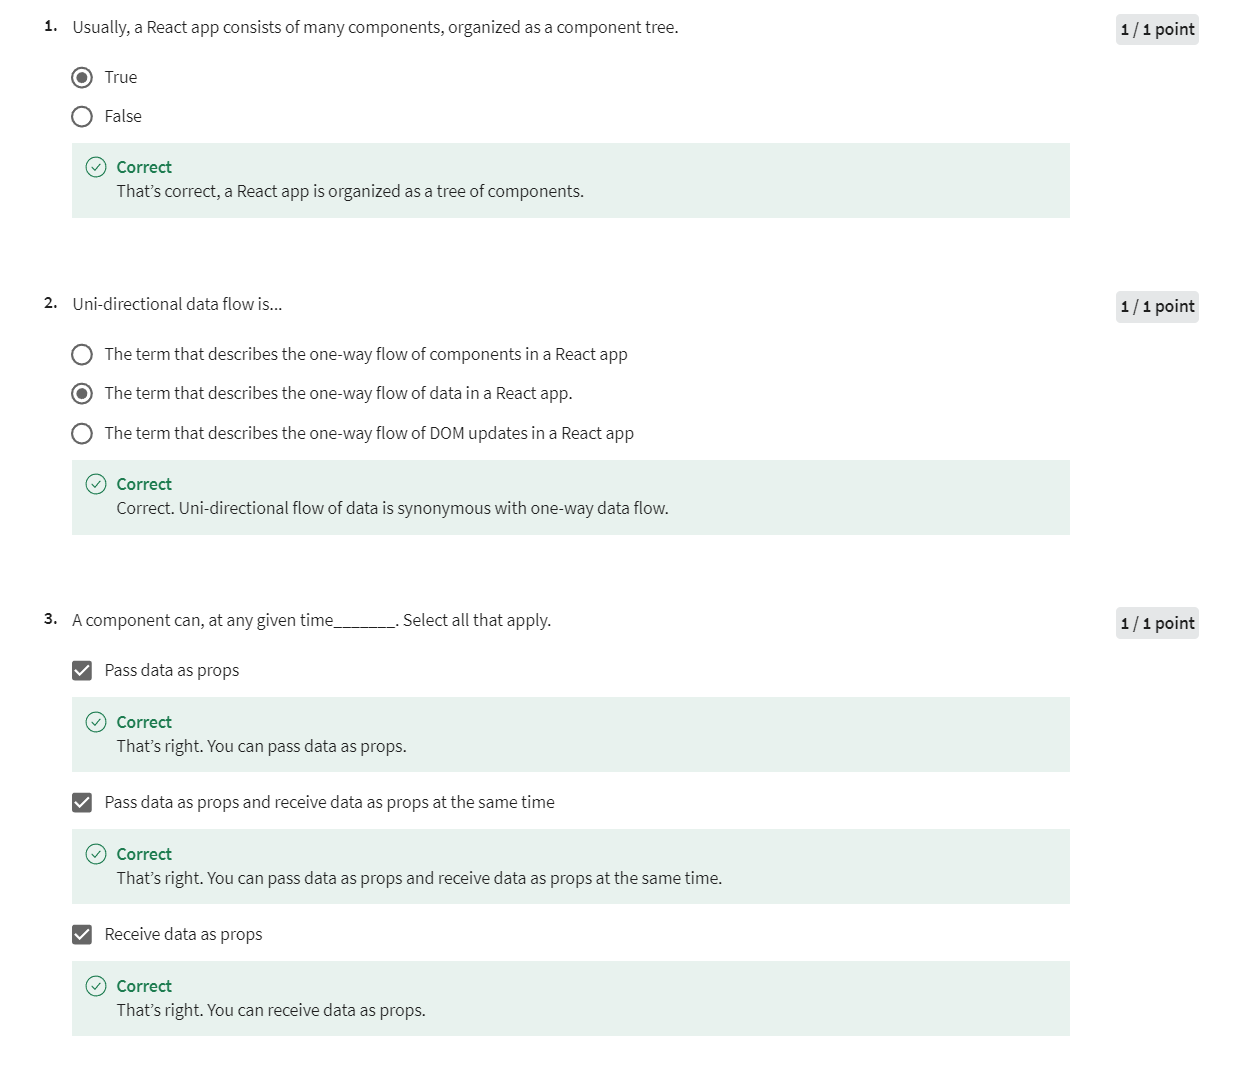 1. Usually, a React app consists of many components, organized as a component tree.
1 / 1 point
True
False
Correct
That’s correct, a React app is organized as a tree of components.
2. Uni-directional data flow is...
1 / 1 point
The term that describes the one-way flow of components in a React app
The term that describes the one-way flow of data in a React app.
The term that describes the one-way flow of DOM updates in a React app
Correct
Correct. Uni-directional flow of data is synonymous with one-way data flow.
3. A component can, at any given time_______. Select all that apply.
1 / 1 point
Pass data as props
Correct
That’s right. You can pass data as props.
Pass data as props and receive data as props at the same time
Correct
That’s right. You can pass data as props and receive data as props at the same time.
Receive data as props
Correct
That’s right. You can receive data as props.